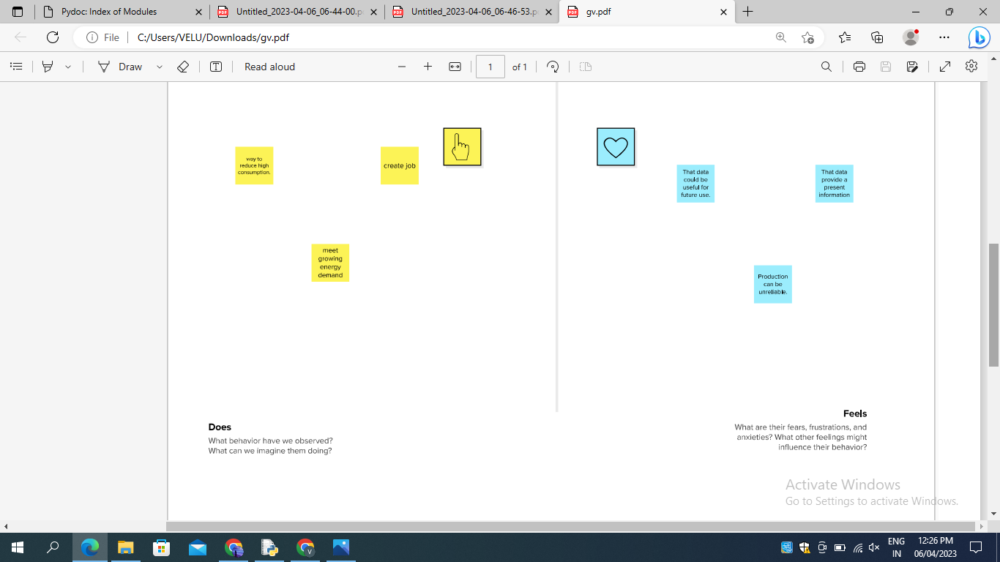 Pydoc: Index of Modules
Untitled_2023-04-06_06-44-00.p
Untitled_2023-04-06_06-46-53.p
gv.pdf
File
C:/Users/VELU/Downloads/gv.pdf
Draw
Read aloud
1
of 1
way to
reduce high
consumption.
create job
meet
growing
energy
demand
That data
could be
useful for
future use.
That data
provide a
present
information
Production
can be
unreliable.
Does
What behavior have we observed?
What can we imagine them doing?
Feels
What are their fears, frustrations, and
anxieties? What other feelings might
influence their behavior?
Activate Windows
Go to Settings to activate Windows.
ENG
IN
12:26 PM
06/04/2023